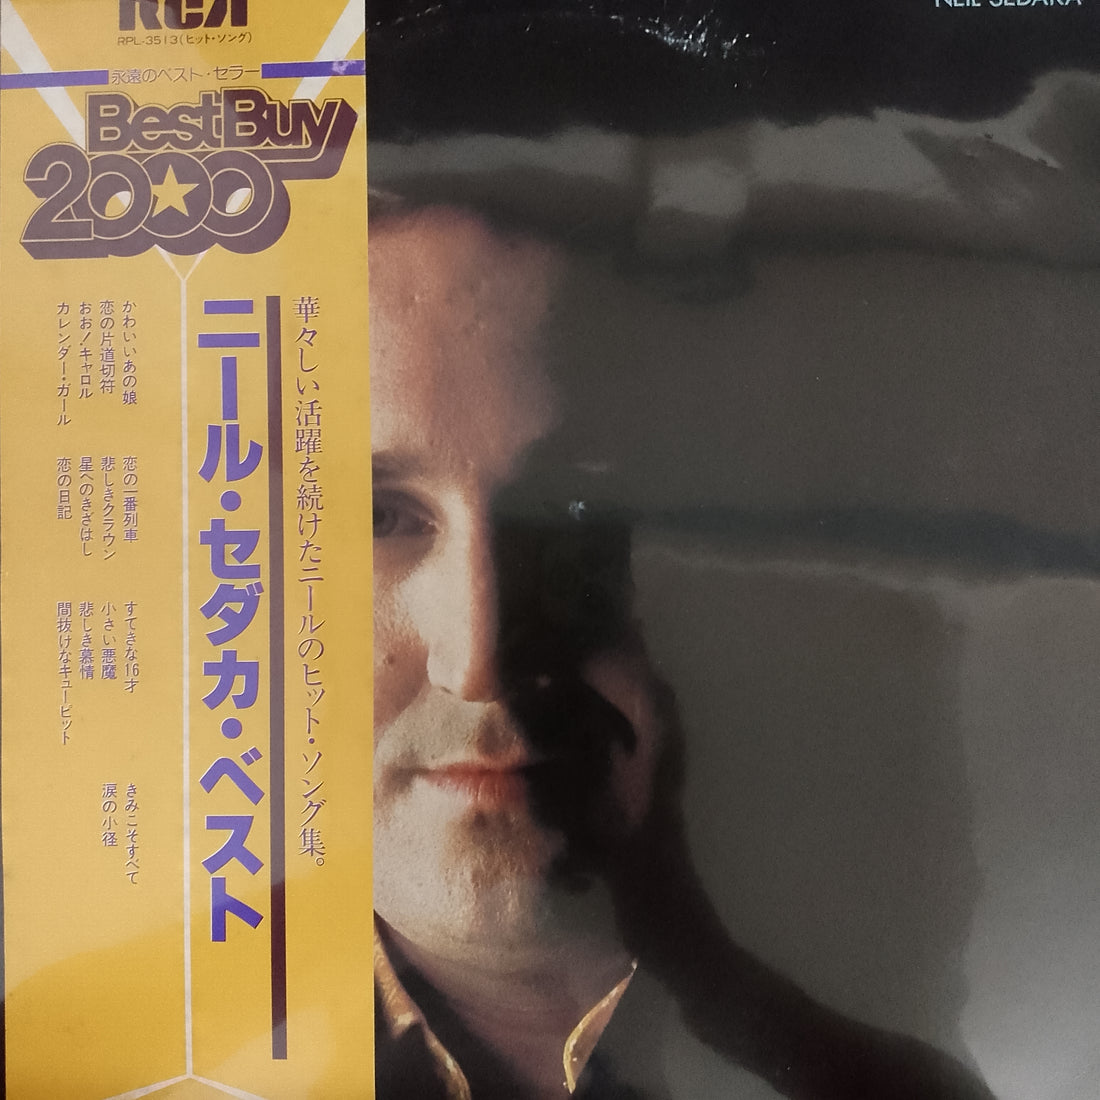 RCA
RPL-3513(ヒット・ソング)
NEIL SEDAKA
永遠のベスト・セラー
Best Buy
2000
華々しい活躍を続けたニールのヒット・ソング集。
ニール・セダカ・ベスト
かわいいあの娘
恋の片道切符
おお!キャロル
カレンダー・ガール
恋の一番列車
悲しきクラウン
星へのきざはし
恋の日記
すてきな16才
小さい悪魔
悲しき慕情
間抜けなキューピット
きみこそすべて
涙の小径